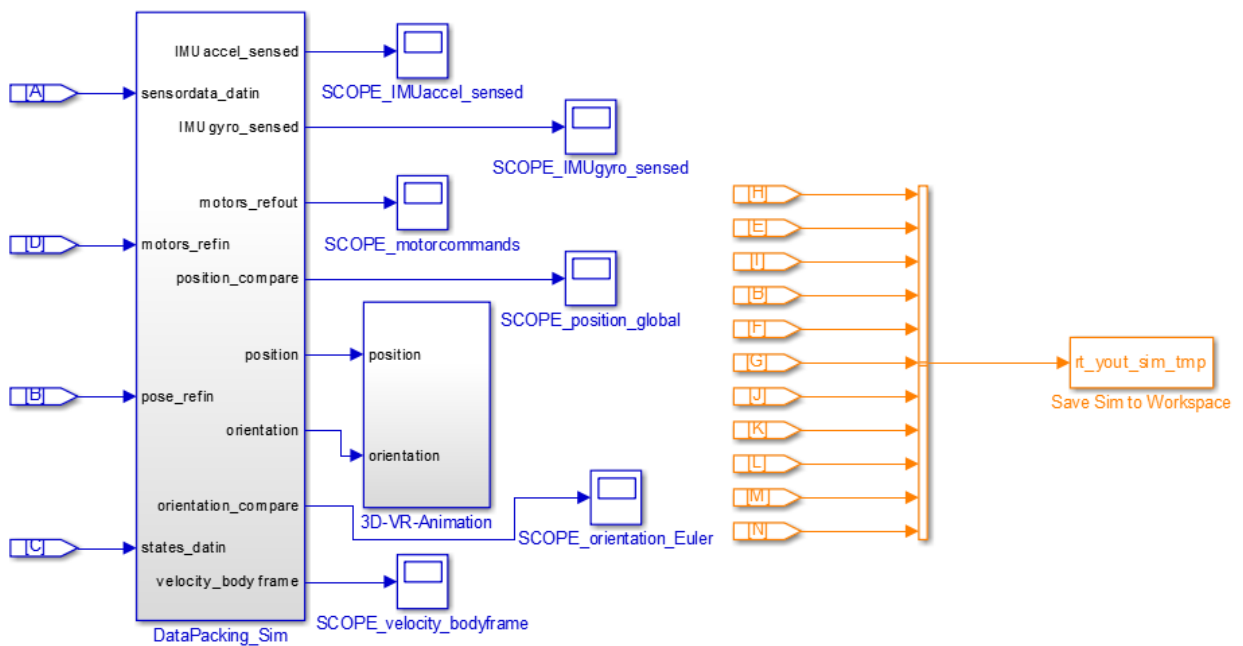 IMU accel_sensed
SCOPE_IMUaccel_sensed
[A]
sensordata_datin
IMU gyro_sensed
SCOPE_IMUgyro_sensed
motors_refout
SCOPE_motorcommands
[D]
motors_refin
position_compare
SCOPE_position_global
position
position
[B]
pose_refin
orientation
orientation
3D-VR-Animation
orientation_compare
SCOPE_orientation_Euler
[C]
states_datin
velocity_body frame
SCOPE_velocity_bodyframe
DataPacking_Sim
[H]
[E]
[I]
[B]
[F]
[G]
[J]
[K]
[L]
[M]
[N]
rt_yout_sim_tmp
Save Sim to Workspace